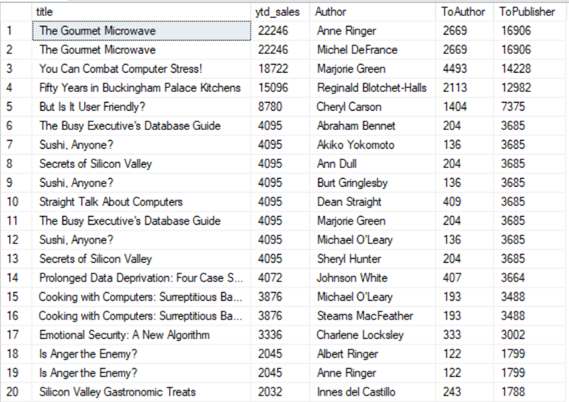 title ytd_sales Author ToAuthor ToPublisher
1 The Gourmet Microwave 22246 Anne Ringer 2669 16906
2 The Gourmet Microwave 22246 Michel DeFrance 2669 16906
3 You Can Combat Computer Stress! 18722 Marjorie Green 4493 14228
4 Fifty Years in Buckingham Palace Kitchens 15096 Reginald Blotchet-Halls 2113 12982
5 But Is It User Friendly? 8780 Cheryl Carson 1404 7375
6 The Busy Executive's Database Guide 4095 Abraham Bennet 204 3685
7 Sushi, Anyone? 4095 Akiko Yokomoto 136 3685
8 Secrets of Silicon Valley 4095 Ann Dull 204 3685
9 Sushi, Anyone? 4095 Burt Gringlesby 136 3685
10 Straight Talk About Computers 4095 Dean Straight 409 3685
11 The Busy Executive's Database Guide 4095 Marjorie Green 204 3685
12 Sushi, Anyone? 4095 Michael O'Leary 136 3685
13 Secrets of Silicon Valley 4095 Sheryl Hunter 204 3685
14 Prolonged Data Deprivation: Four Case S... 4072 Johnson White 407 3664
15 Cooking with Computers: Surreptitious Ba... 3876 Michael O'Leary 193 3488
16 Cooking with Computers: Surreptitious Ba... 3876 Stearns MacFeather 193 3488
17 Emotional Security: A New Algorithm 3336 Charlene Locksley 333 3002
18 Is Anger the Enemy? 2045 Albert Ringer 122 1799
19 Is Anger the Enemy? 2045 Anne Ringer 122 1799
20 Silicon Valley Gastronomic Treats 2032 Innes del Castillo 243 1788